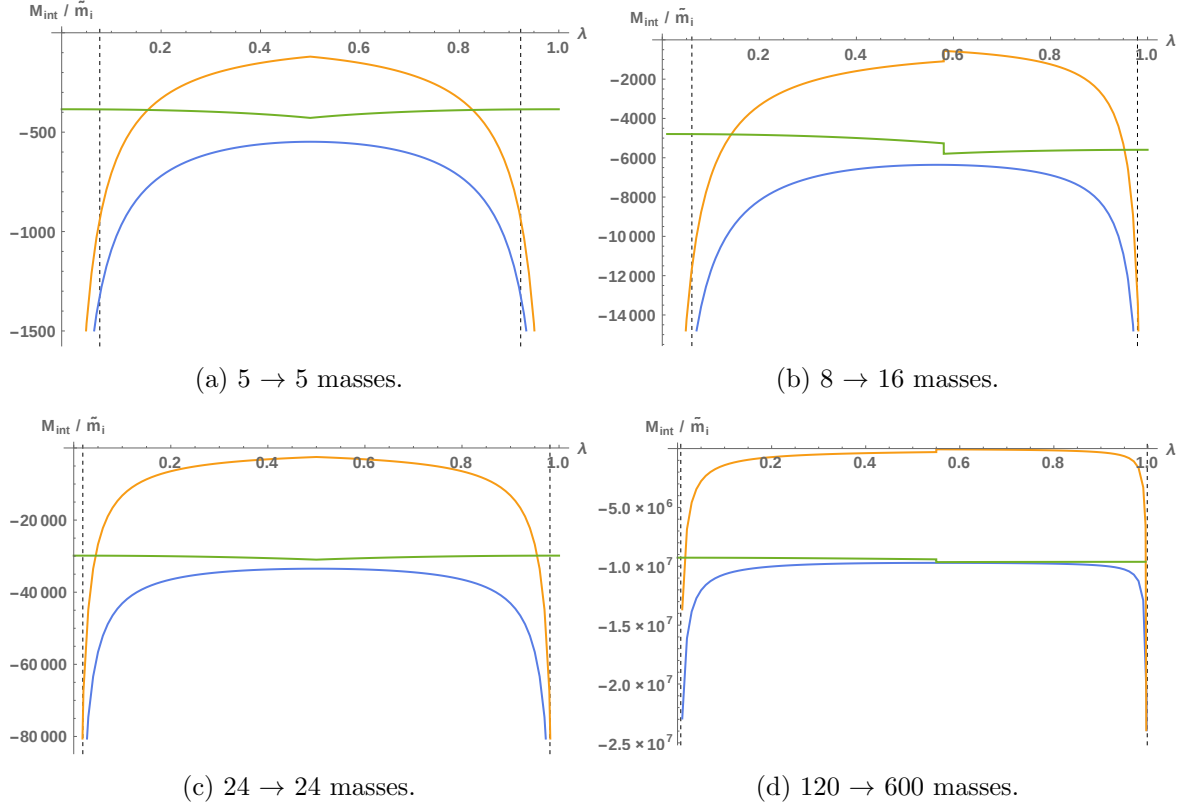 M_int / m̃_i
0.2 0.4 0.6 0.8 1.0 λ
−500
−1000
−1500
(a) 5 → 5 masses.
M_int / m̃_i
0.2 0.4 0.6 0.8 1.0 λ
−2000
−4000
−6000
−8000
−10 000
−12 000
−14 000
(b) 8 → 16 masses.
M_int / m̃_i
0.2 0.4 0.6 0.8 1.0 λ
−20 000
−40 000
−60 000
−80 000
(c) 24 → 24 masses.
M_int / m̃_i
0.2 0.4 0.6 0.8 1.0 λ
−5.0 × 10^6
−1.0 × 10^7
−1.5 × 10^7
−2.0 × 10^7
−2.5 × 10^7
(d) 120 → 600 masses.